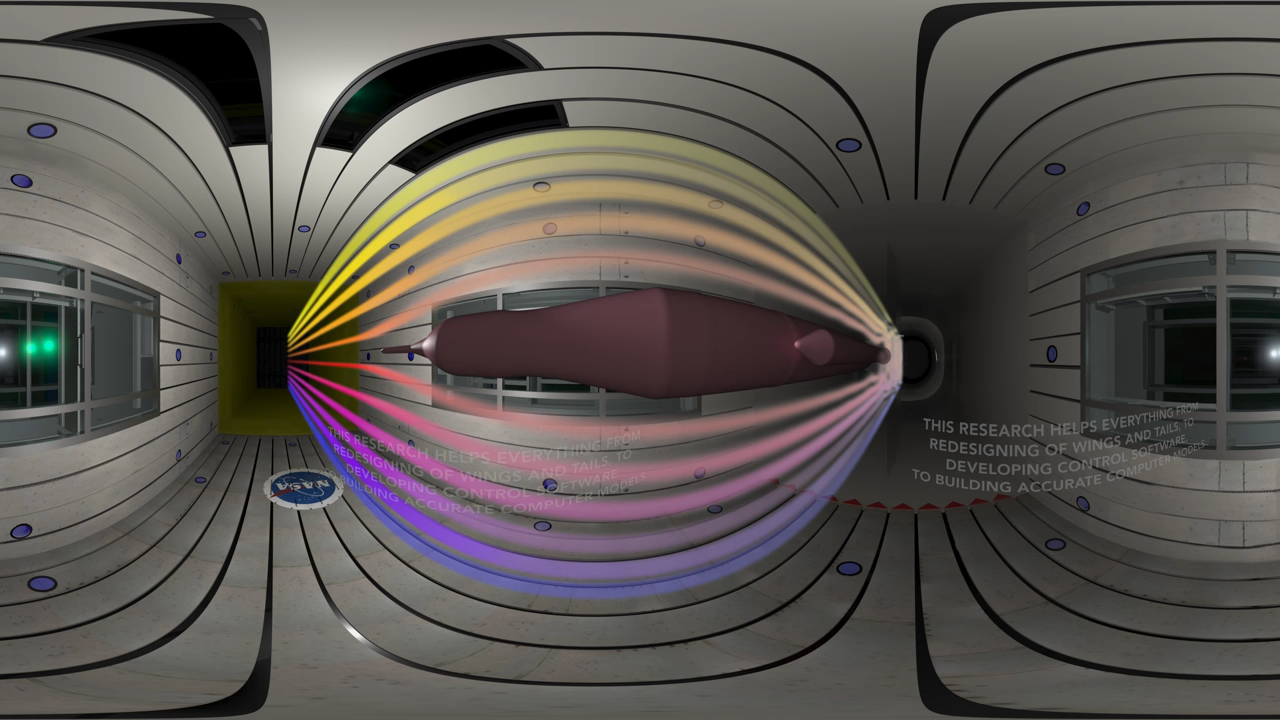 THIS RESEARCH HELPS EVERYTHING FROM
REDESIGNING OF WINGS AND TAILS, TO
DEVELOPING CONTROL SOFTWARE,
TO BUILDING ACCURATE COMPUTER MODELS.
THIS RESEARCH HELPS EVERYTHING FROM
REDESIGNING OF WINGS AND TAILS, TO
DEVELOPING CONTROL SOFTWARE,
BUILDING ACCURATE COMPUTER MODELS.
NASA